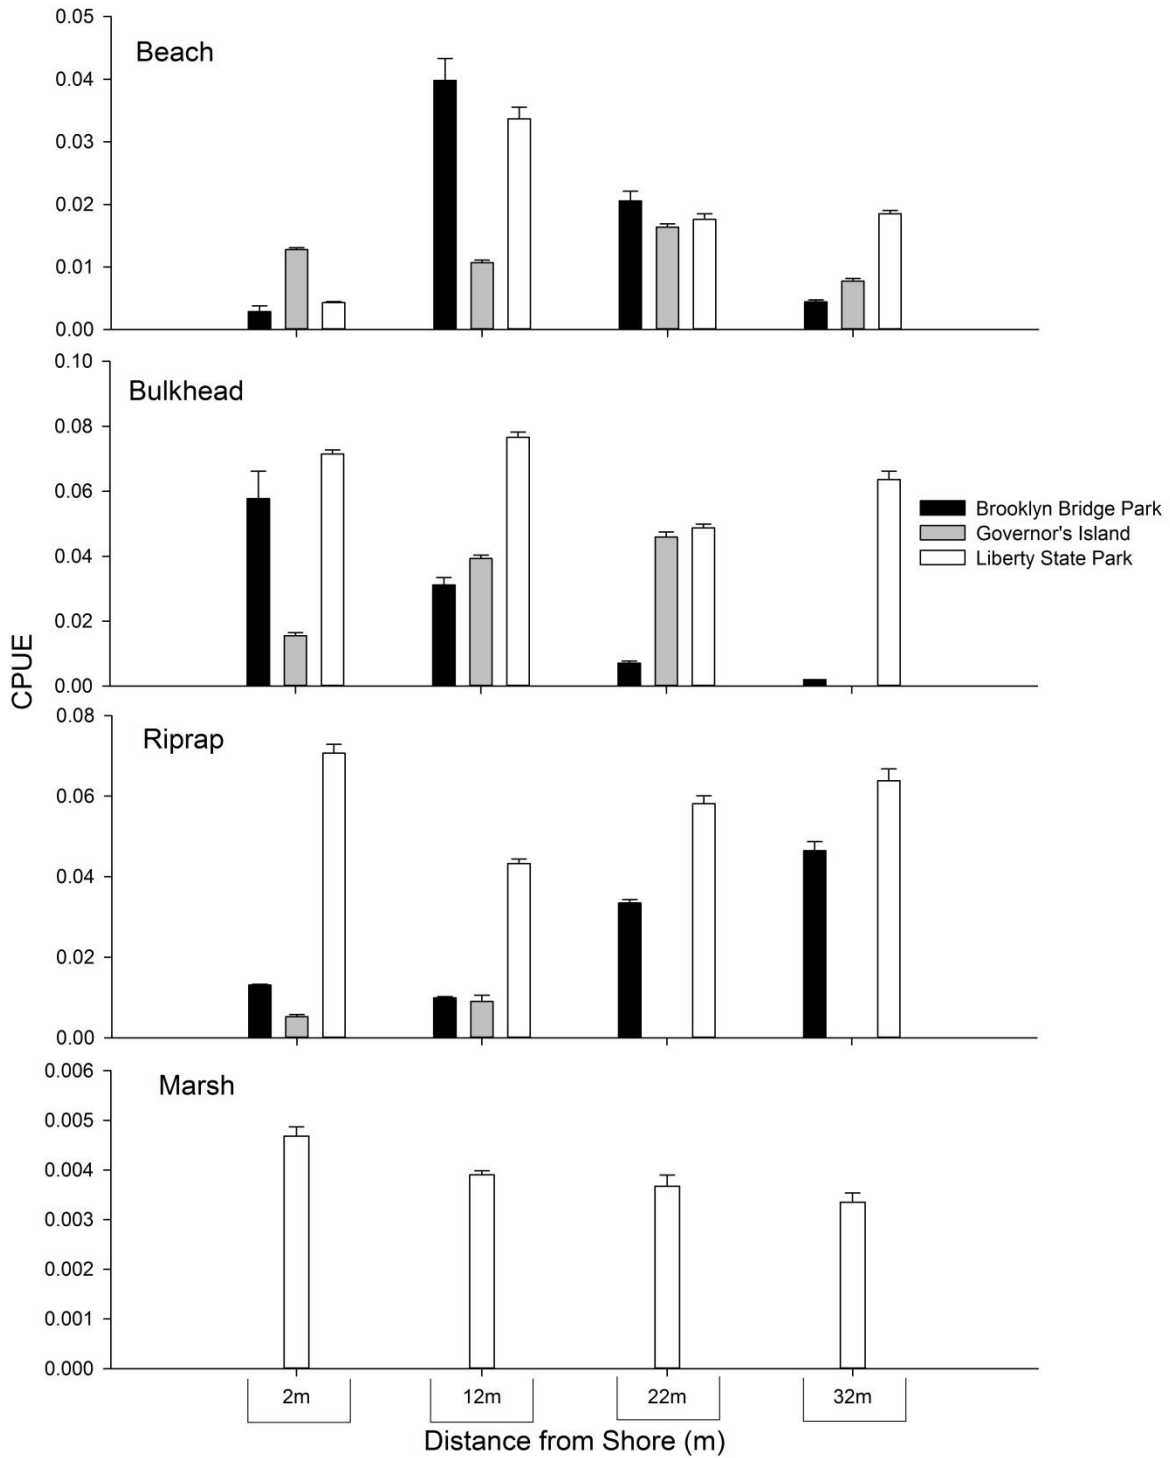 0.05
Beach
0.04
0.03
0.02
0.01
0.00
0.10
Bulkhead
0.08
0.06
0.04
0.02
0.00
Brooklyn Bridge Park
Governor's Island
Liberty State Park
CPUE
0.08
Riprap
0.06
0.04
0.02
0.00
0.006
Marsh
0.005
0.004
0.003
0.002
0.001
0.000
2m 12m 22m 32m
Distance from Shore (m)